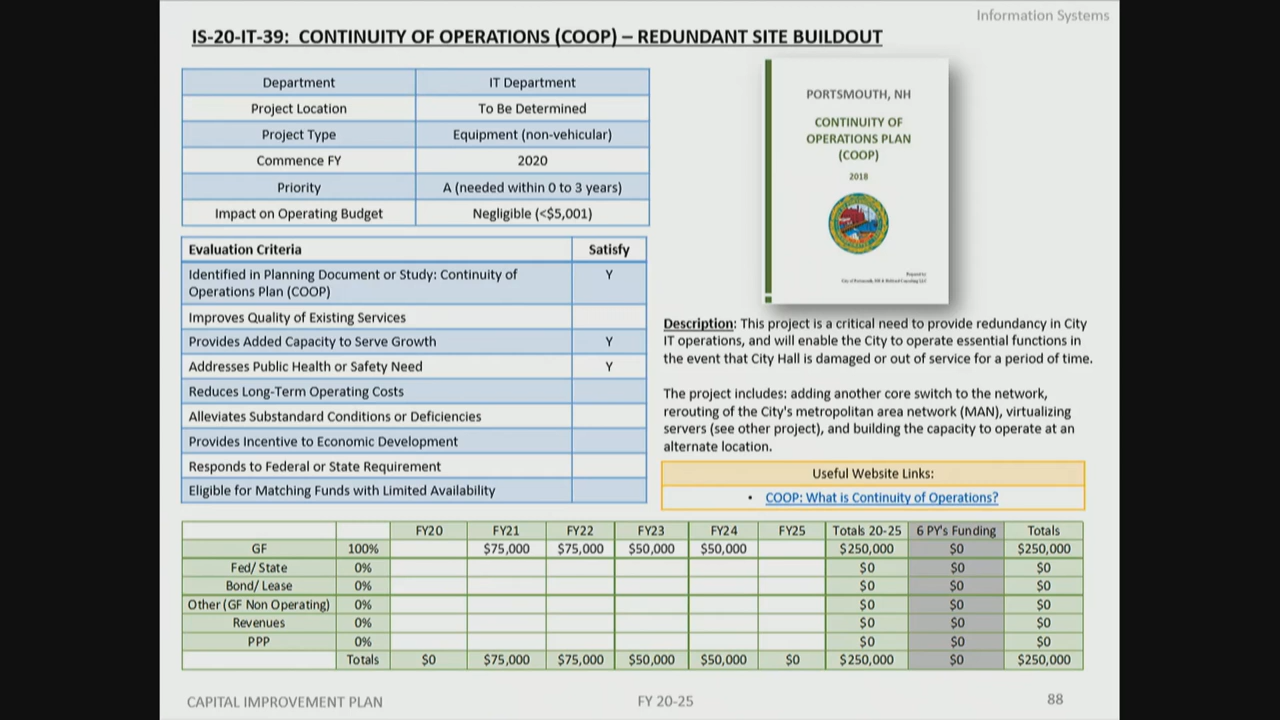 Information Systems
IS-20-IT-39: CONTINUITY OF OPERATIONS (COOP) – REDUNDANT SITE BUILDOUT
Department IT Department
Project Location To Be Determined
Project Type Equipment (non-vehicular)
Commence FY 2020
Priority A (needed within 0 to 3 years)
Impact on Operating Budget Negligible (<$5,001)
Evaluation Criteria Satisfy
Identified in Planning Document or Study: Continuity of Y
Operations Plan (COOP)
Improves Quality of Existing Services
Provides Added Capacity to Serve Growth Y
Addresses Public Health or Safety Need Y
Reduces Long-Term Operating Costs
Alleviates Substandard Conditions or Deficiencies
Provides Incentive to Economic Development
Responds to Federal or State Requirement
Eligible for Matching Funds with Limited Availability
PORTSMOUTH, NH
CONTINUITY OF
OPERATIONS PLAN
(COOP)
2018
Prepared by
Description: This project is a critical need to provide redundancy in City
IT operations, and will enable the City to operate essential functions in
the event that City Hall is damaged or out of service for a period of time.
The project includes: adding another core switch to the network,
rerouting of the City's metropolitan area network (MAN), virtualizing
servers (see other project), and building the capacity to operate at an
alternate location.
Useful Website Links:
• COOP: What is Continuity of Operations?
FY20 FY21 FY22 FY23 FY24 FY25 Totals 20-25 6 PY's Funding Totals
GF 100% $75,000 $75,000 $50,000 $50,000 $250,000 $0 $250,000
Fed/ State 0% $0 $0 $0
Bond/ Lease 0% $0 $0 $0
Other (GF Non Operating) 0% $0 $0 $0
Revenues 0% $0 $0 $0
PPP 0% $0 $0 $0
Totals $0 $75,000 $75,000 $50,000 $50,000 $0 $250,000 $0 $250,000
CAPITAL IMPROVEMENT PLAN FY 20-25 88